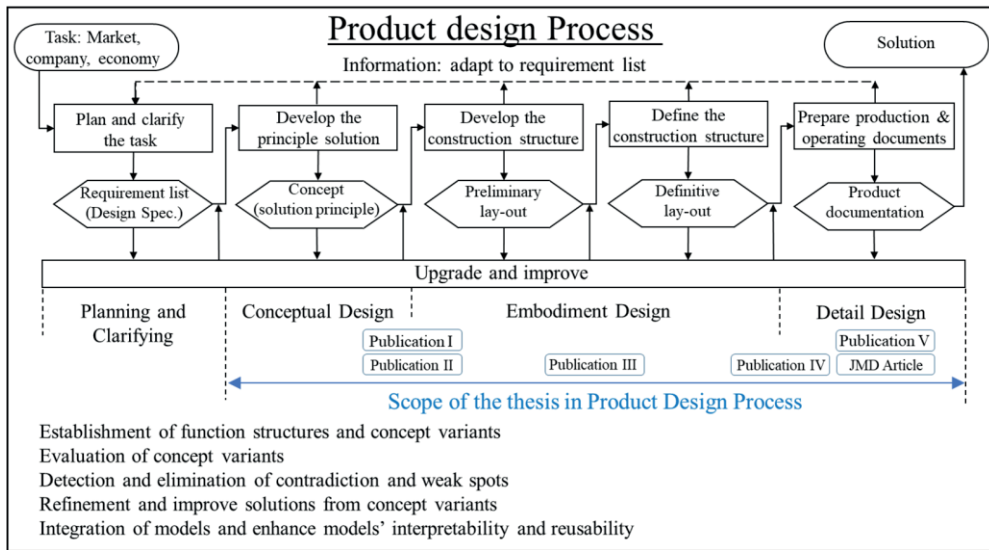 Product design Process
Task: Market,
company, economy
Solution
Information: adapt to requirement list
Plan and clarify
the task
Develop the
principle solution
Develop the
construction structure
Define the
construction structure
Prepare production &
operating documents
Requirement list
(Design Spec.)
Concept
(solution principle)
Preliminary
lay-out
Definitive
lay-out
Product
documentation
Upgrade and improve
Planning and
Clarifying
Conceptual Design
Embodiment Design
Detail Design
Publication I
Publication II
Publication III
Publication IV
Publication V
JMD Article
Scope of the thesis in Product Design Process
Establishment of function structures and concept variants
Evaluation of concept variants
Detection and elimination of contradiction and weak spots
Refinement and improve solutions from concept variants
Integration of models and enhance models' interpretability and reusability